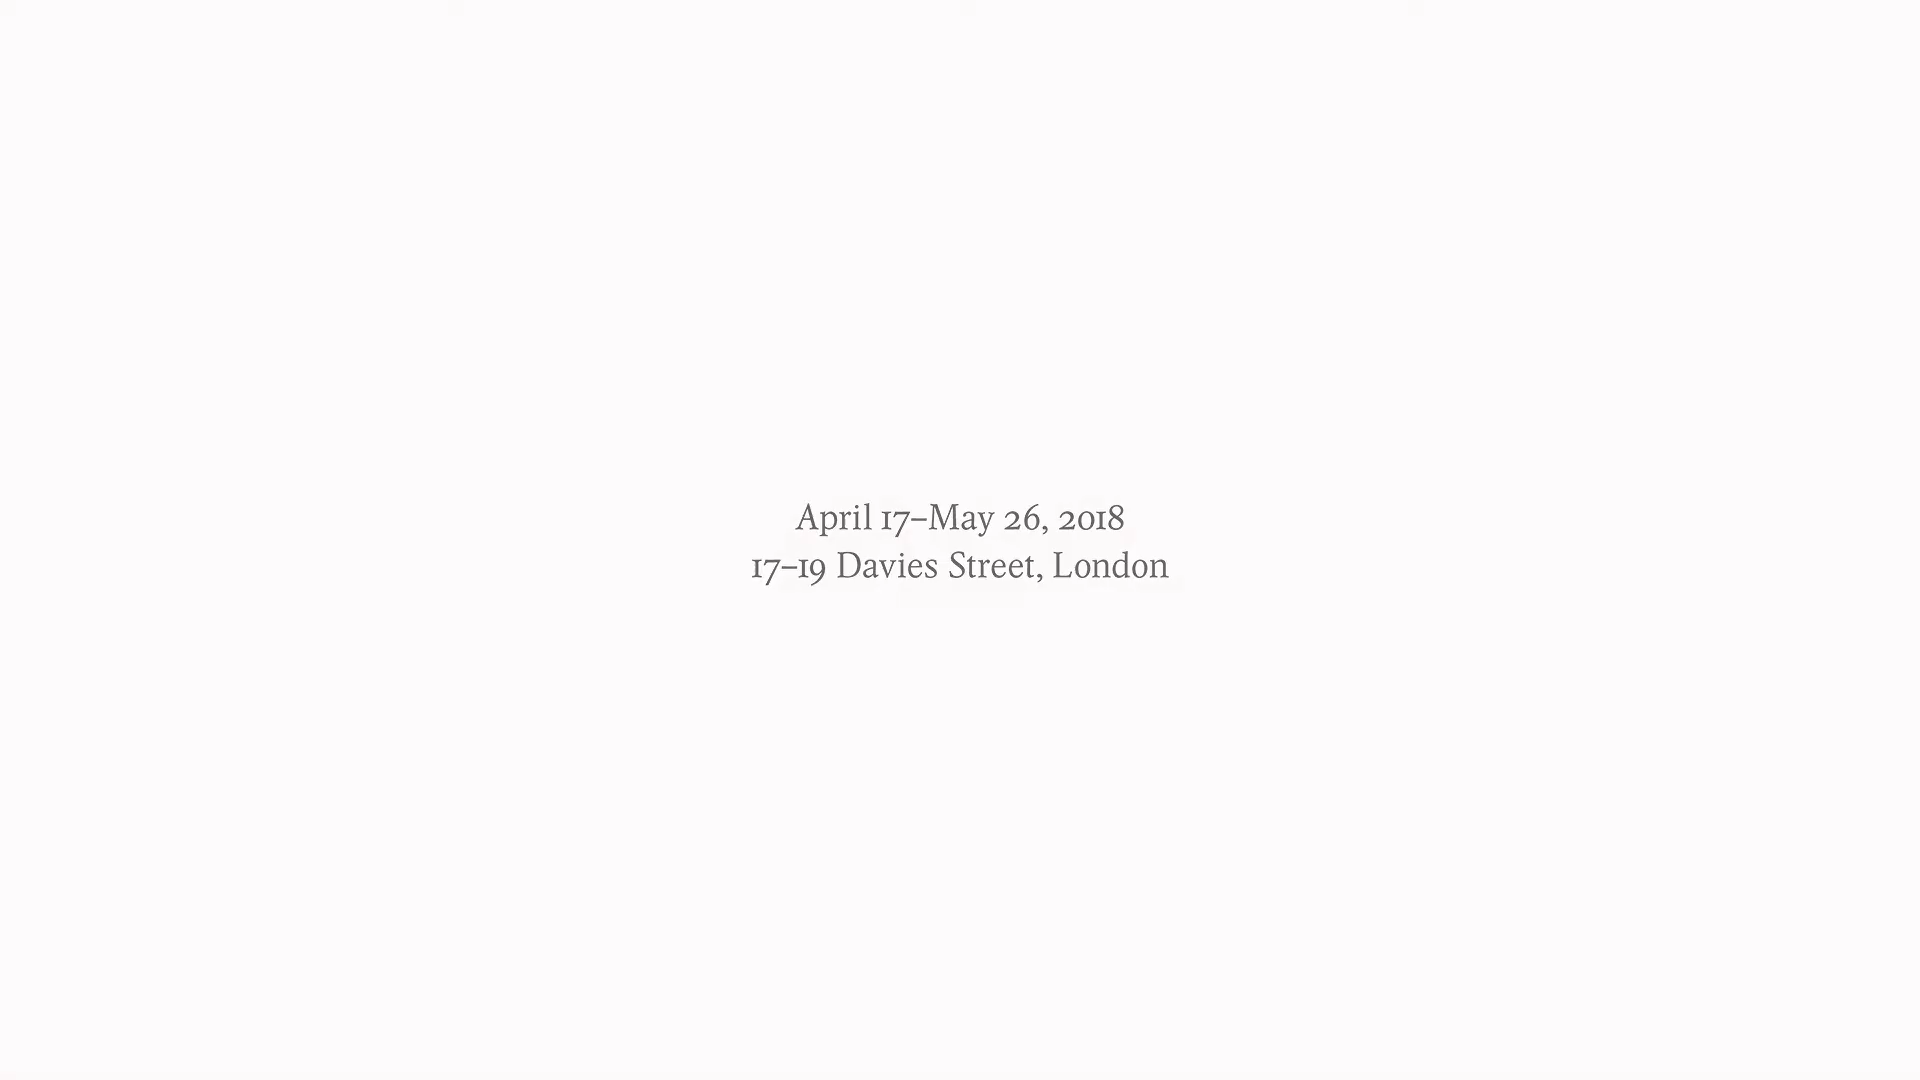 April 17–May 26, 2018
17–19 Davies Street, London